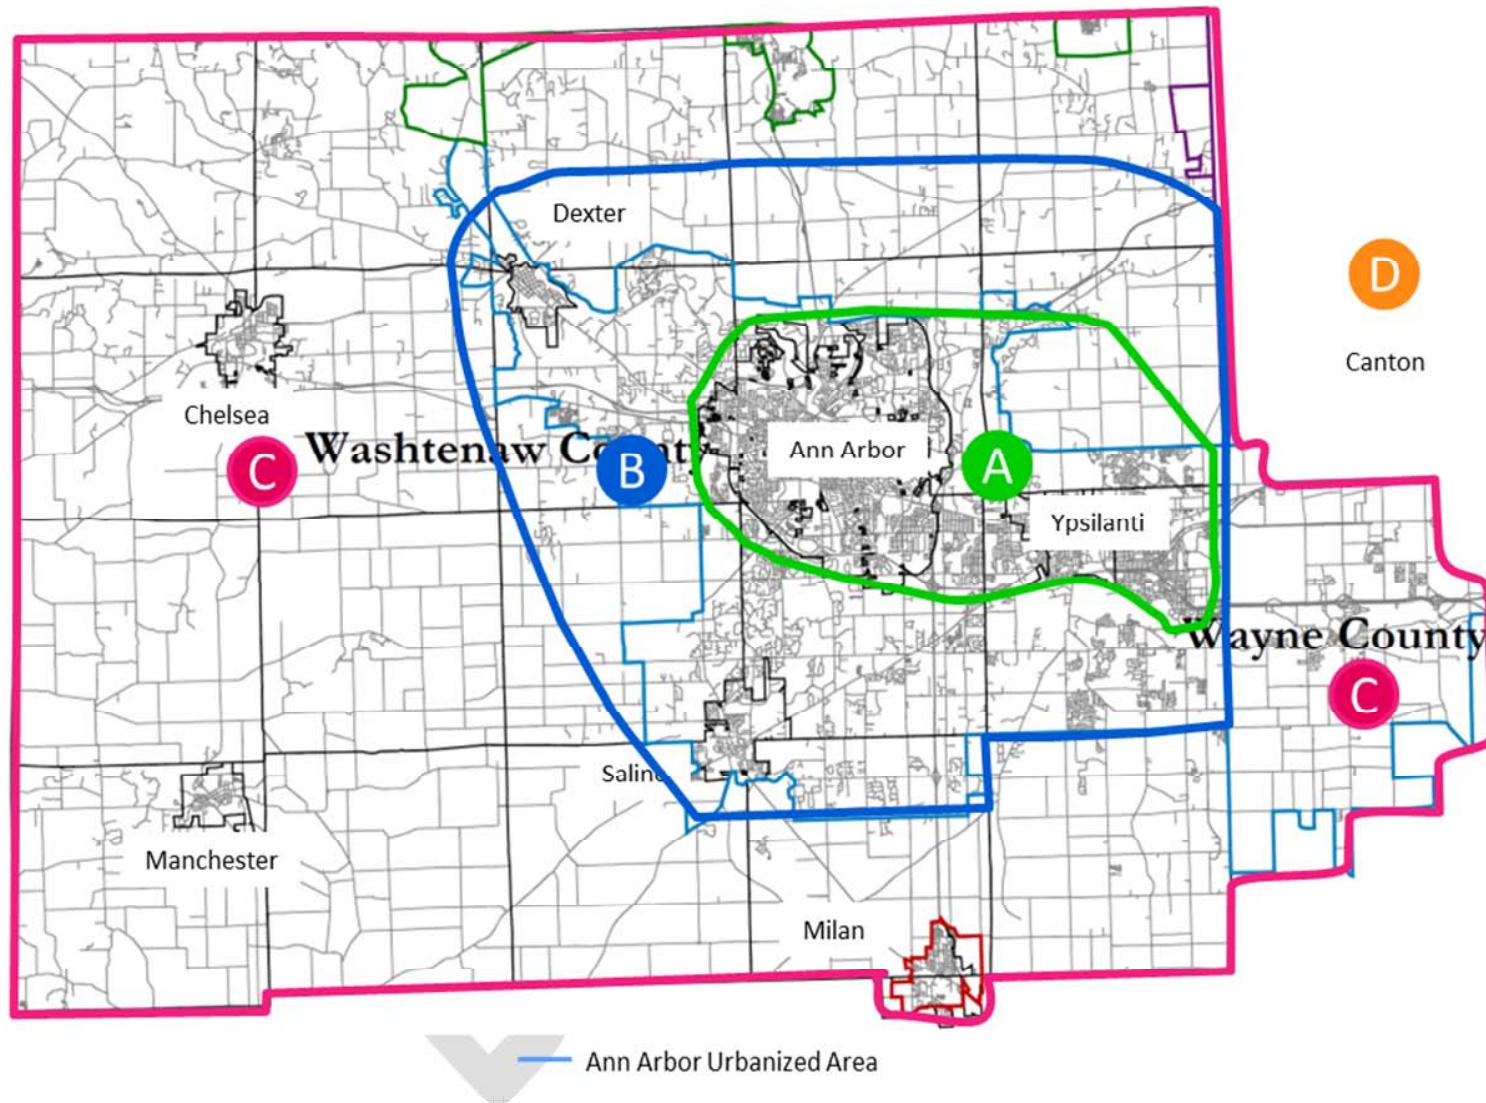 Dexter
D
Canton
Chelsea
Washtenaw County
C
B
Ann Arbor
A
Ypsilanti
Wayne County
C
Saline
Manchester
Milan
Ann Arbor Urbanized Area